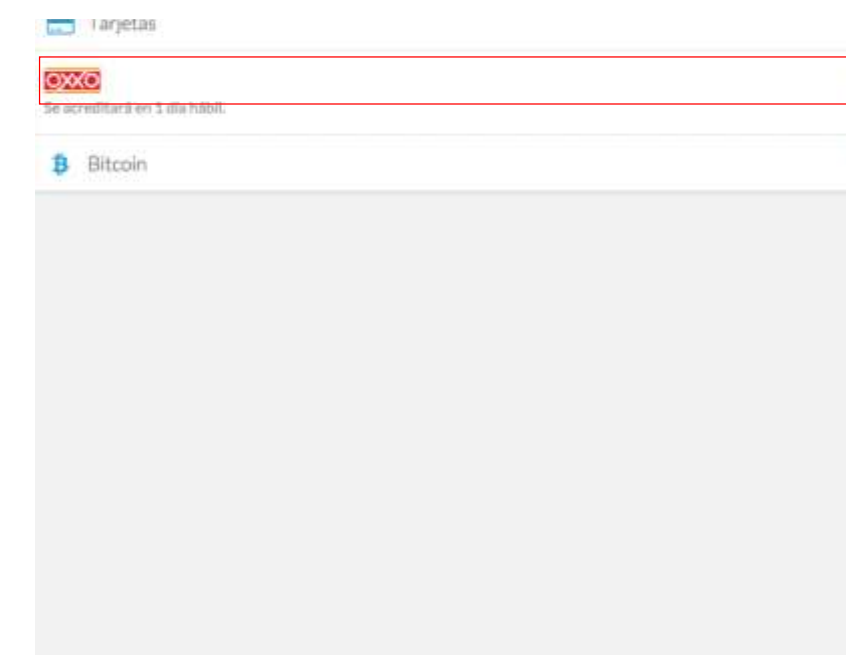 Tarjetas
OXXO
Se acreditará en 1 día hábil.
Bitcoin